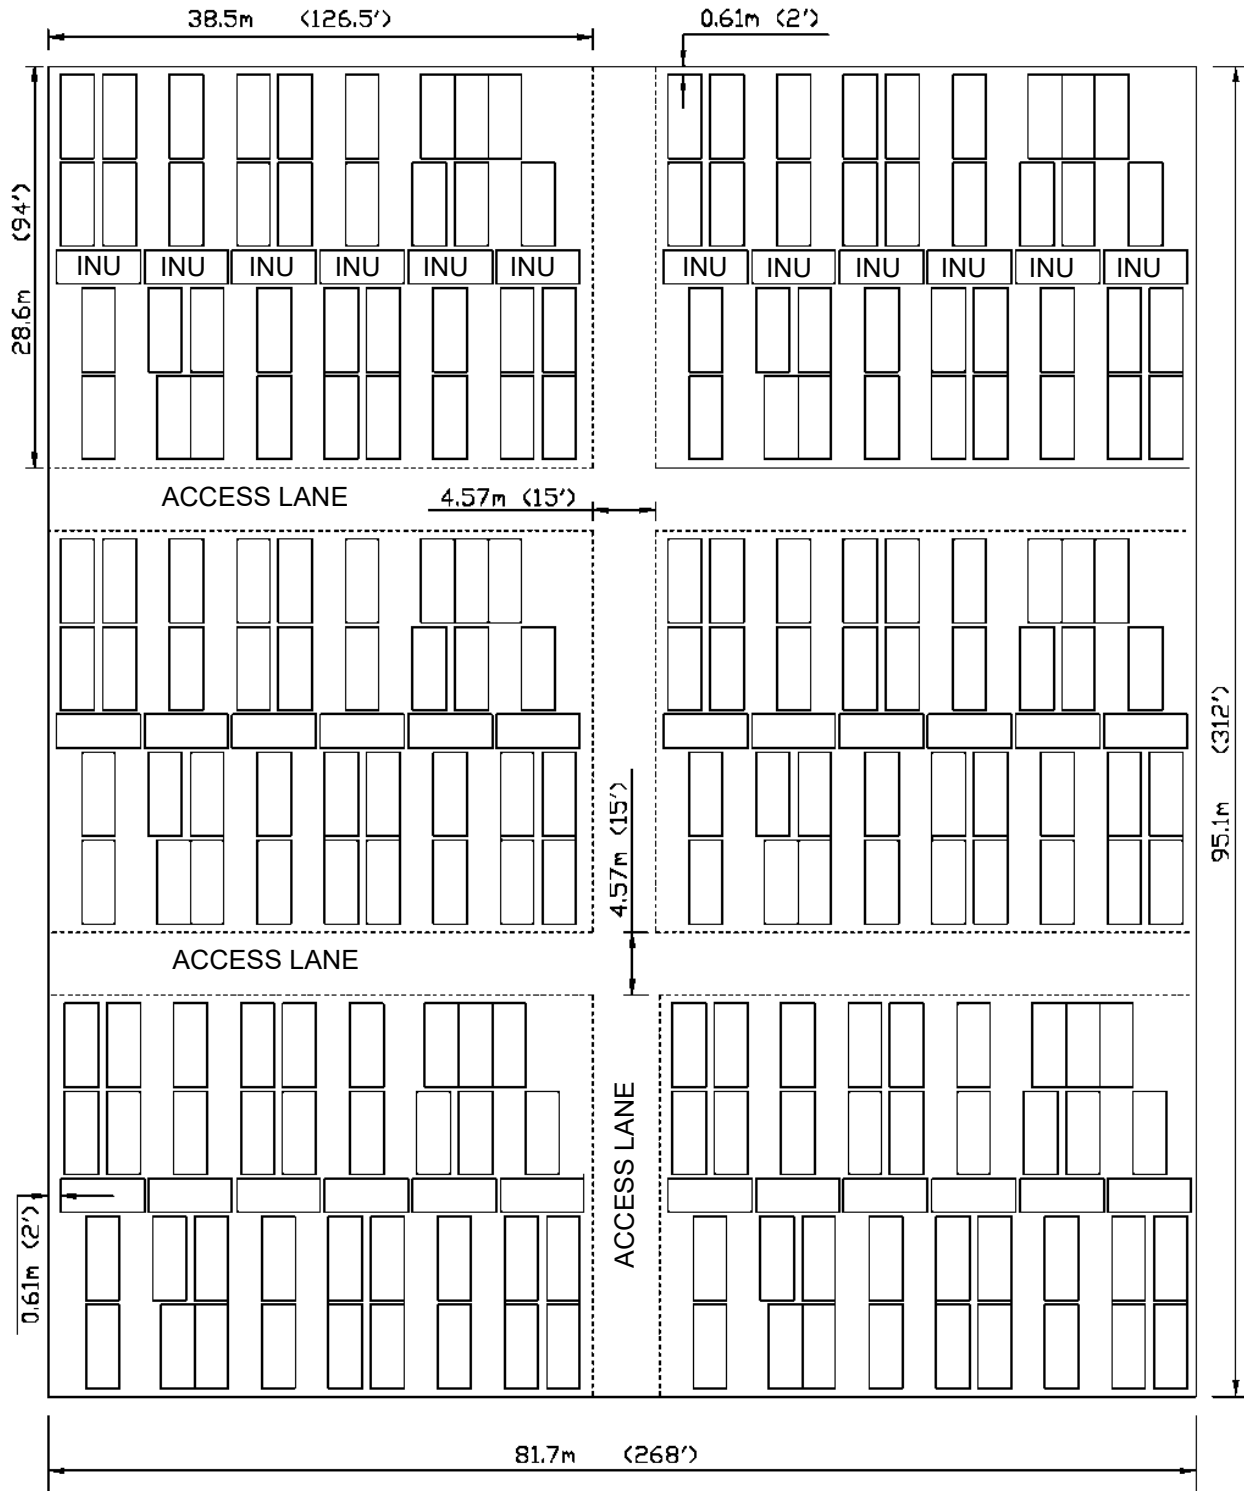 38.5m (126.5')
0.61m (2')
28.6m (94')
INU INU INU INU INU INU INU INU INU INU INU INU
ACCESS LANE
4.57m (15')
95.1m (312')
4.57m (15')
ACCESS LANE
ACCESS LANE
0.61m (2')
81.7m (268')